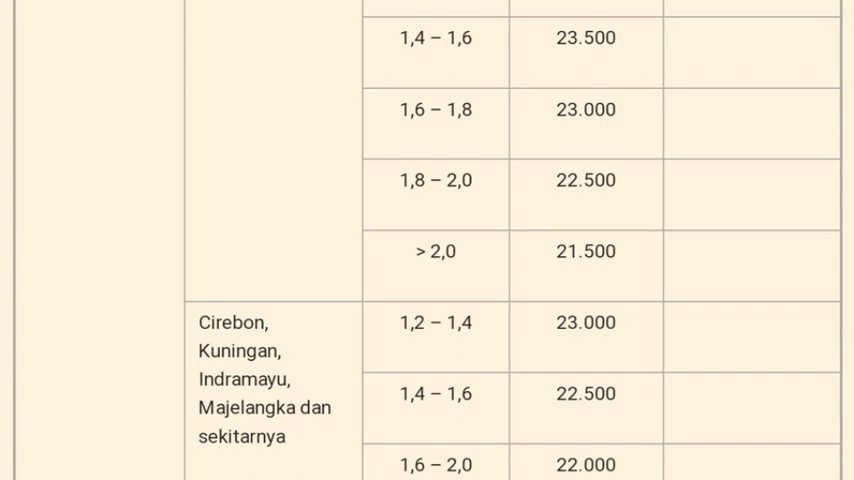 1,4 – 1,6 23.500
1,6 – 1,8 23.000
1,8 – 2,0 22.500
> 2,0 21.500
Cirebon, 1,2 – 1,4 23.000
Kuningan,
Indramayu,
1,4 – 1,6 22.500
Majelangka dan
sekitarnya
1,6 – 2,0 22.000